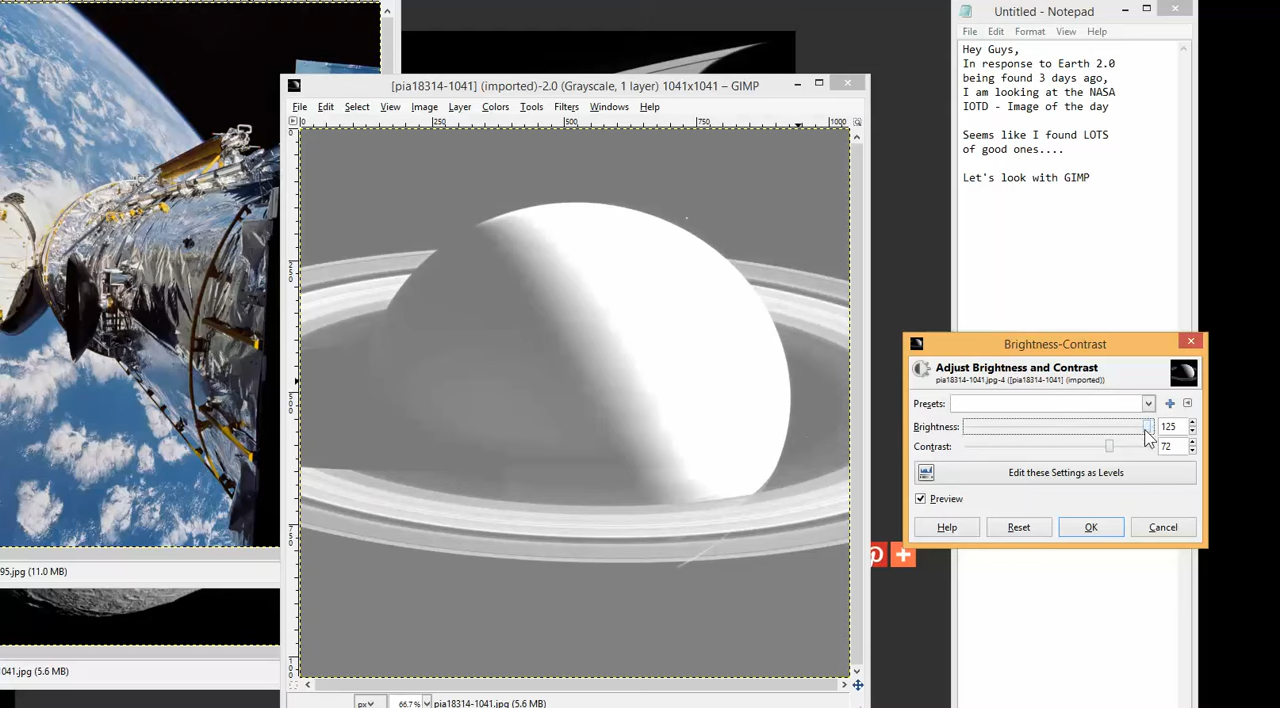 Untitled - Notepad
File Edit Format View Help
Hey Guys,
In response to Earth 2.0
being found 3 days ago,
I am looking at the NASA
IOTD - Image of the day
Seems like I found LOTS
of good ones....
Let's look with GIMP
[pia18314-1041] (imported)-2.0 (Grayscale, 1 layer) 1041x1041 – GIMP
File Edit Select View Image Layer Colors Tools Filters Windows Help
0 250 500 750 1000
0
250
500
750
Brightness-Contrast
Adjust Brightness and Contrast
pia18314-1041.jpg-4 ([pia18314-1041] (imported))
Presets:
Brightness: 125
Contrast: 72
Edit these Settings as Levels
Preview
Help Reset OK Cancel
95.jpg (11.0 MB)
041.jpg (5.6 MB)
px 66.7 % pia18314-1041.jpg (5.6 MB)